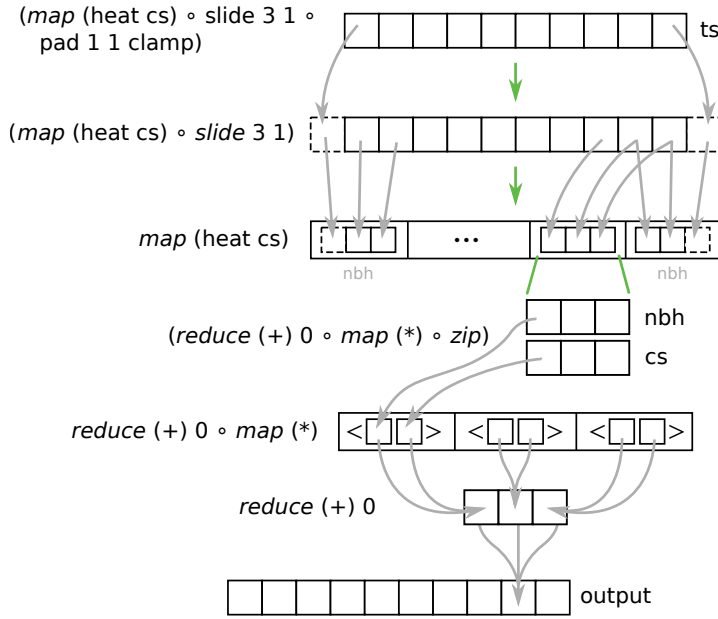 (map (heat cs) ∘ slide 3 1 ∘
pad 1 1 clamp)
ts
(map (heat cs) ∘ slide 3 1)
map (heat cs)
...
nbh
nbh
nbh
(reduce (+) 0 ∘ map (*) ∘ zip)
cs
reduce (+) 0 ∘ map (*)
< > < > < >
reduce (+) 0
output